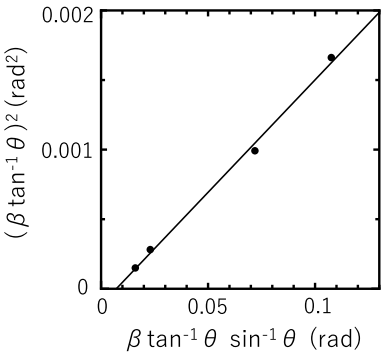 0.002
0.001
0
(β tan⁻¹ θ)² (rad²)
0 0.05 0.1
β tan⁻¹ θ sin⁻¹ θ (rad)